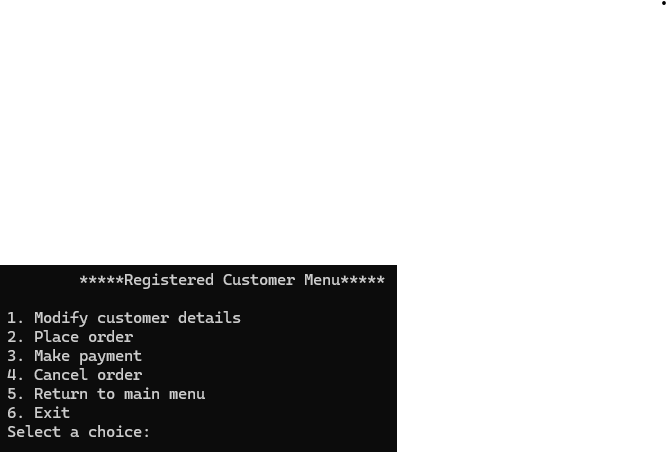 *****Registered Customer Menu*****
1. Modify customer details
2. Place order
3. Make payment
4. Cancel order
5. Return to main menu
6. Exit
Select a choice: